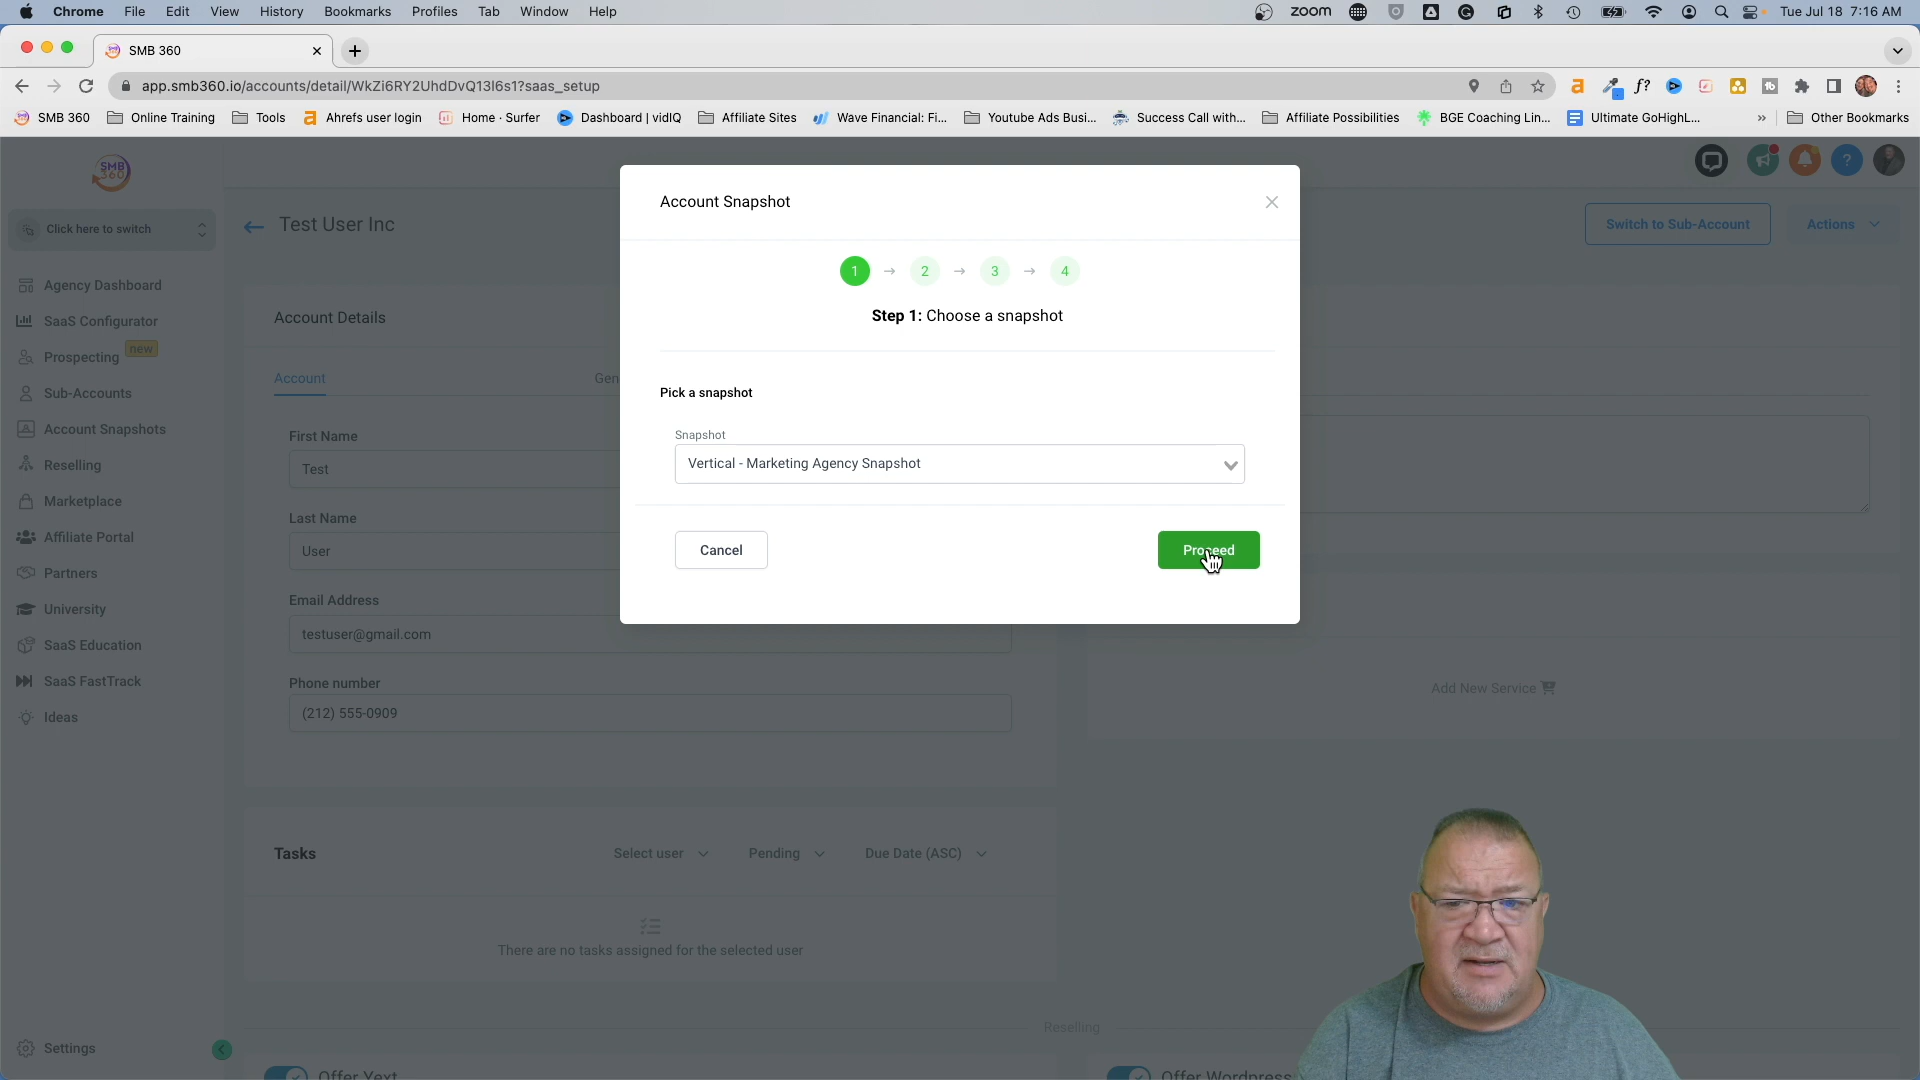 Chrome File Edit View History Bookmarks Profiles Tab Window Help
zoom
Tue Jul 18 7:16 AM
SMB 360
app.smb360.io/accounts/detail/WkZi6RY2UhdDvQ13I6s1?saas_setup
SMB 360 Online Training Tools Ahrefs user login Home · Surfer Dashboard | vidIQ Affiliate Sites Wave Financial: Fi... Youtube Ads Busi... Success Call with... Affiliate Possibilities BGE Coaching Lin... Ultimate GoHighL... » Other Bookmarks
SMB
360
Click here to switch
Test User Inc
Switch to Sub-Account
Actions
Agency Dashboard
SaaS Configurator
Prospecting new
Sub-Accounts
Account Snapshots
Reselling
Marketplace
Affiliate Portal
Partners
University
SaaS Education
SaaS FastTrack
Ideas
Settings
Account Details
Account
Gen
First Name
Test
Last Name
User
Email Address
testuser@gmail.com
Phone number
(212) 555-0909
Account Snapshot
1 → 2 → 3 → 4
Step 1: Choose a snapshot
Pick a snapshot
Snapshot
Vertical - Marketing Agency Snapshot
Cancel
Proceed
Add New Service
Tasks
Select user
Pending
Due Date (ASC)
There are no tasks assigned for the selected user
Reselling
Offer Yext
Offer Wordpress